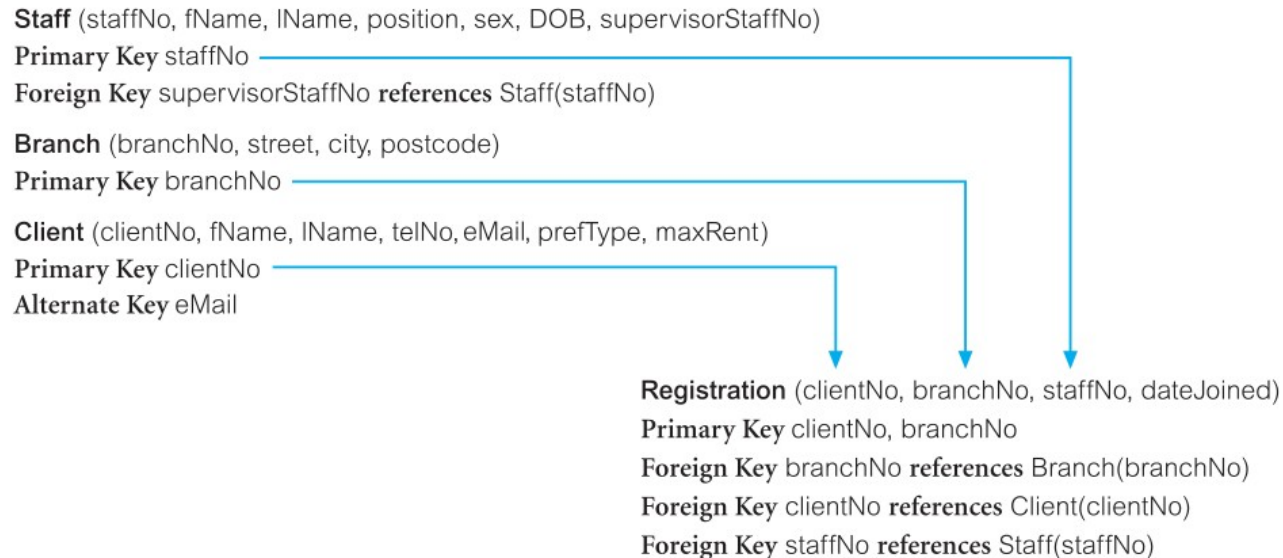 Staff (staffNo, fName, lName, position, sex, DOB, supervisorStaffNo)
Primary Key staffNo
Foreign Key supervisorStaffNo references Staff(staffNo)
Branch (branchNo, street, city, postcode)
Primary Key branchNo
Client (clientNo, fName, lName, telNo, eMail, prefType, maxRent)
Primary Key clientNo
Alternate Key eMail
Registration (clientNo, branchNo, staffNo, dateJoined)
Primary Key clientNo, branchNo
Foreign Key branchNo references Branch(branchNo)
Foreign Key clientNo references Client(clientNo)
Foreign Key staffNo references Staff(staffNo)